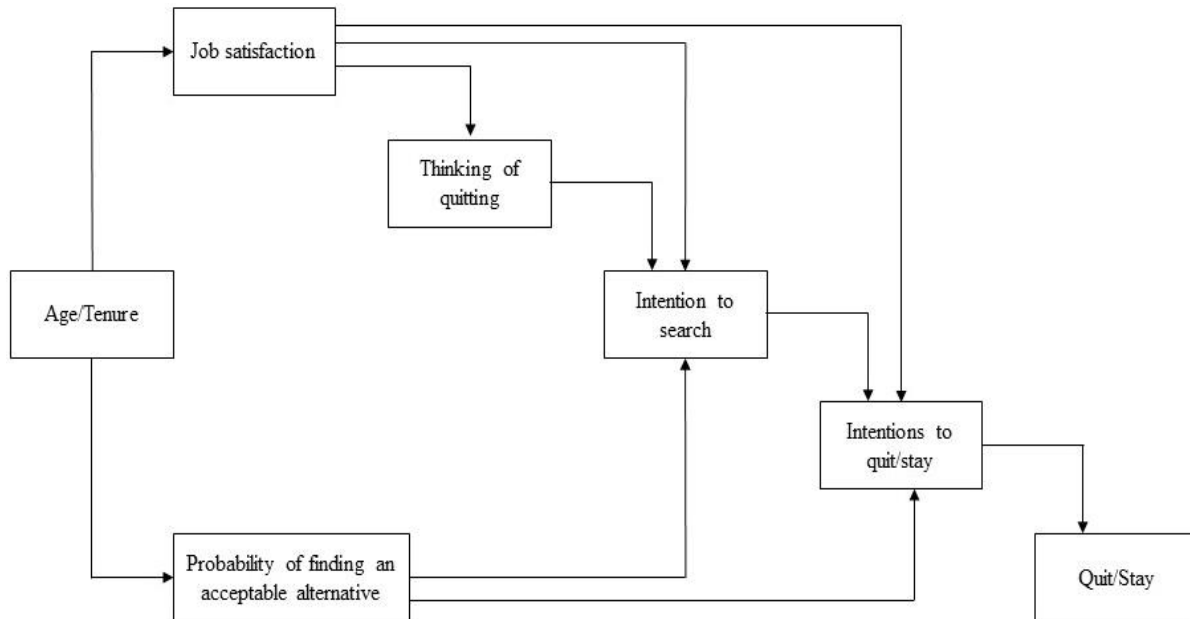 Job satisfaction
Thinking of
quitting
Age/Tenure
Intention to
search
Intentions to
quit/stay
Probability of finding an
acceptable alternative
Quit/Stay